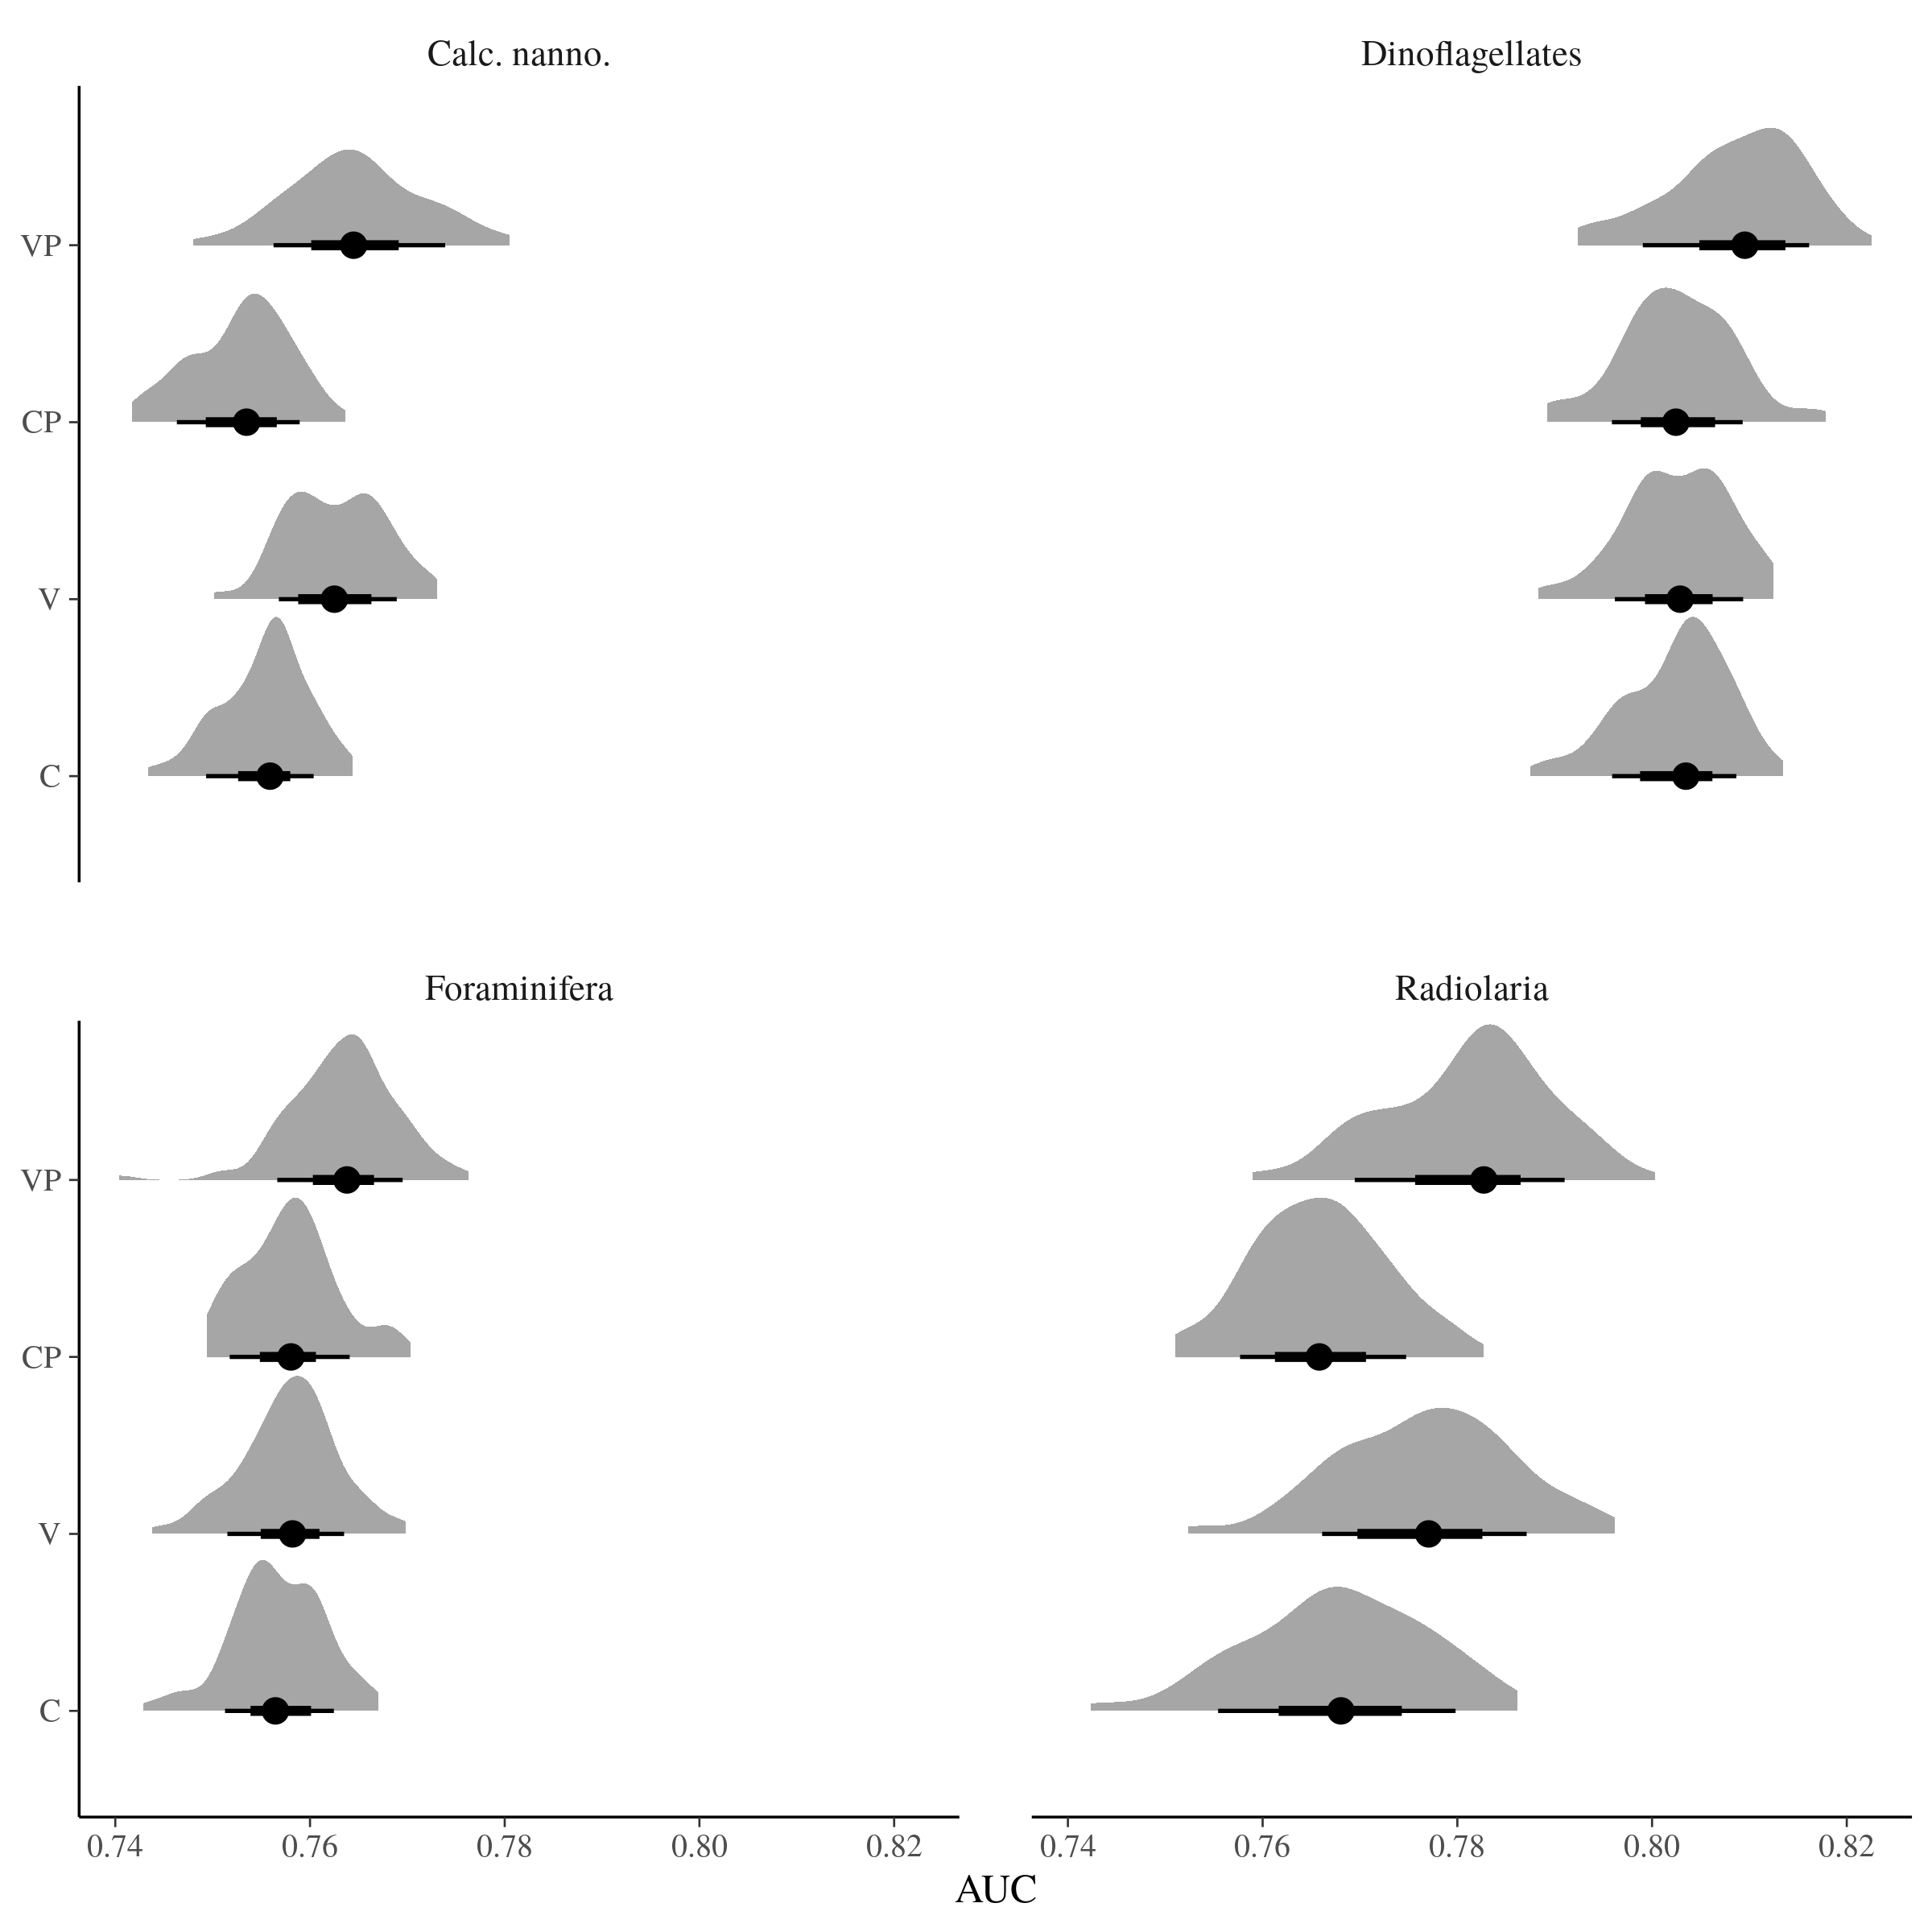 Calc. nanno.
Dinoflagellates
VP
CP
V
C
Foraminifera
Radiolaria
VP
CP
V
C
0.74 0.76 0.78 0.80 0.82 0.74 0.76 0.78 0.80 0.82
AUC